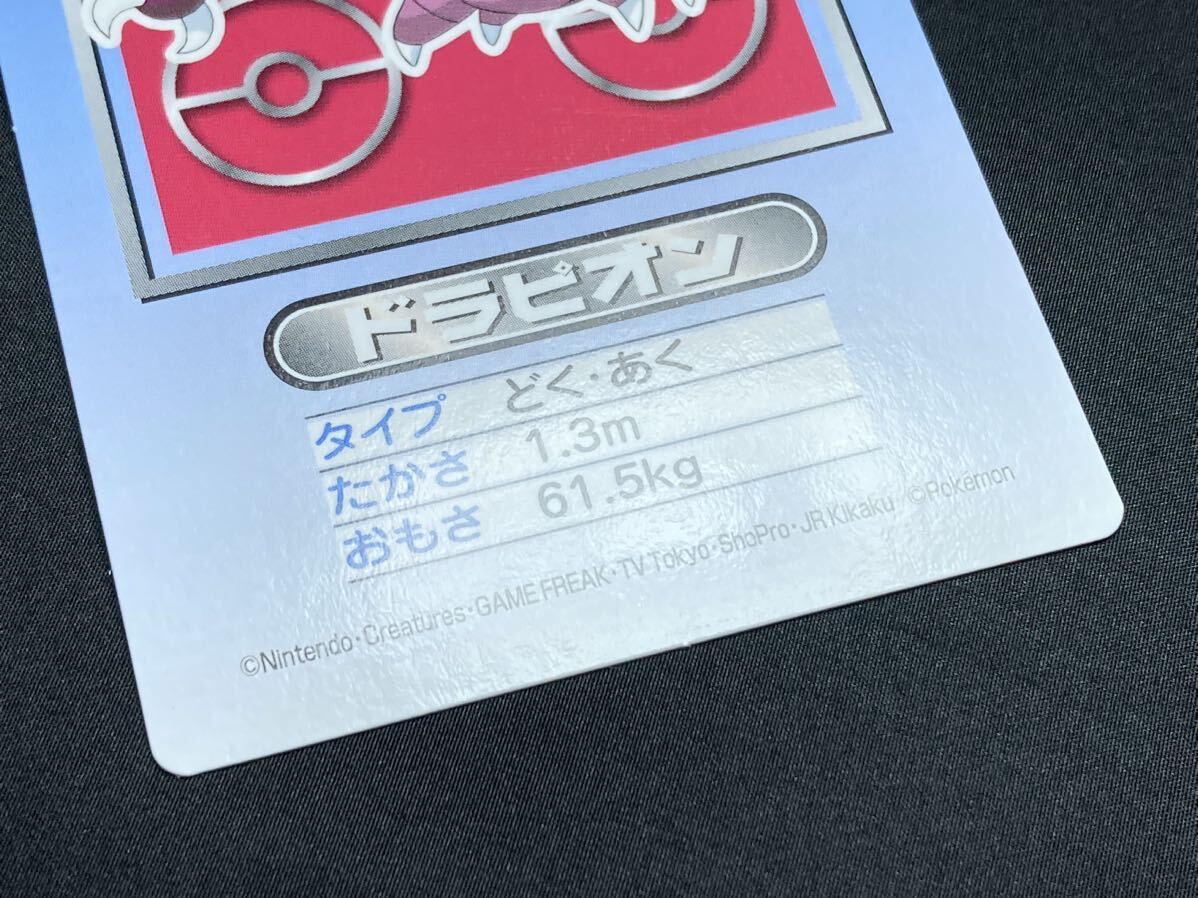 ドラピオン
タイプ どく・あく
たかさ 1.3m
おもさ 61.5kg
©Nintendo・Creatures・GAME FREAK・TV Tokyo・ShoPro・JR Kikaku ©Pokémon